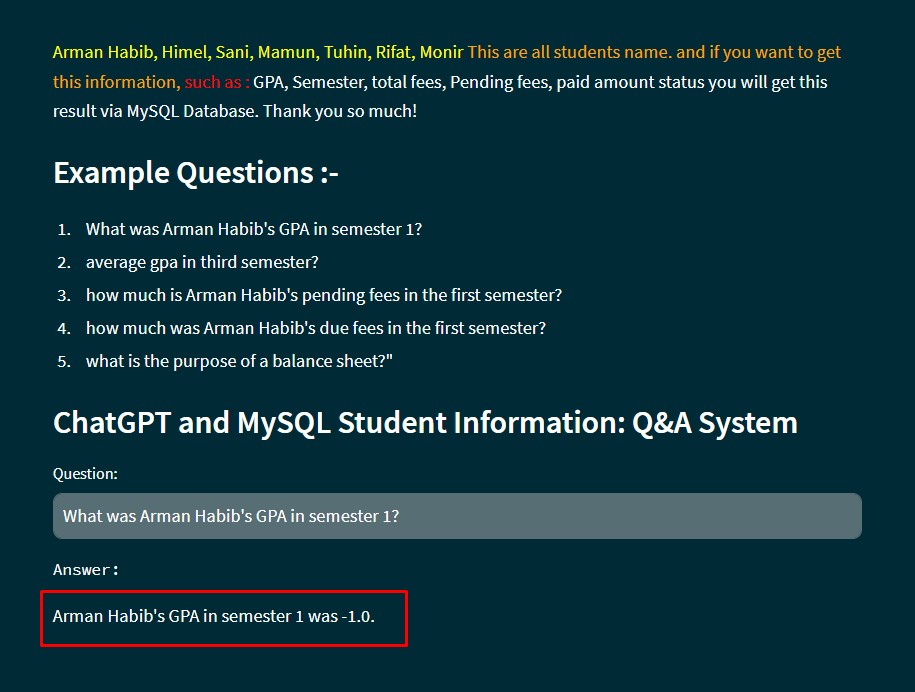 Arman Habib, Himel, Sani, Mamun, Tuhin, Rifat, Monir This are all students name. and if you want to get
this information, such as : GPA, Semester, total fees, Pending fees, paid amount status you will get this
result via MySQL Database. Thank you so much!
Example Questions :-
1. What was Arman Habib's GPA in semester 1?
2. average gpa in third semester?
3. how much is Arman Habib's pending fees in the first semester?
4. how much was Arman Habib's due fees in the first semester?
5. what is the purpose of a balance sheet?"
ChatGPT and MySQL Student Information: Q&A System
Question:
What was Arman Habib's GPA in semester 1?
Answer:
Arman Habib's GPA in semester 1 was -1.0.